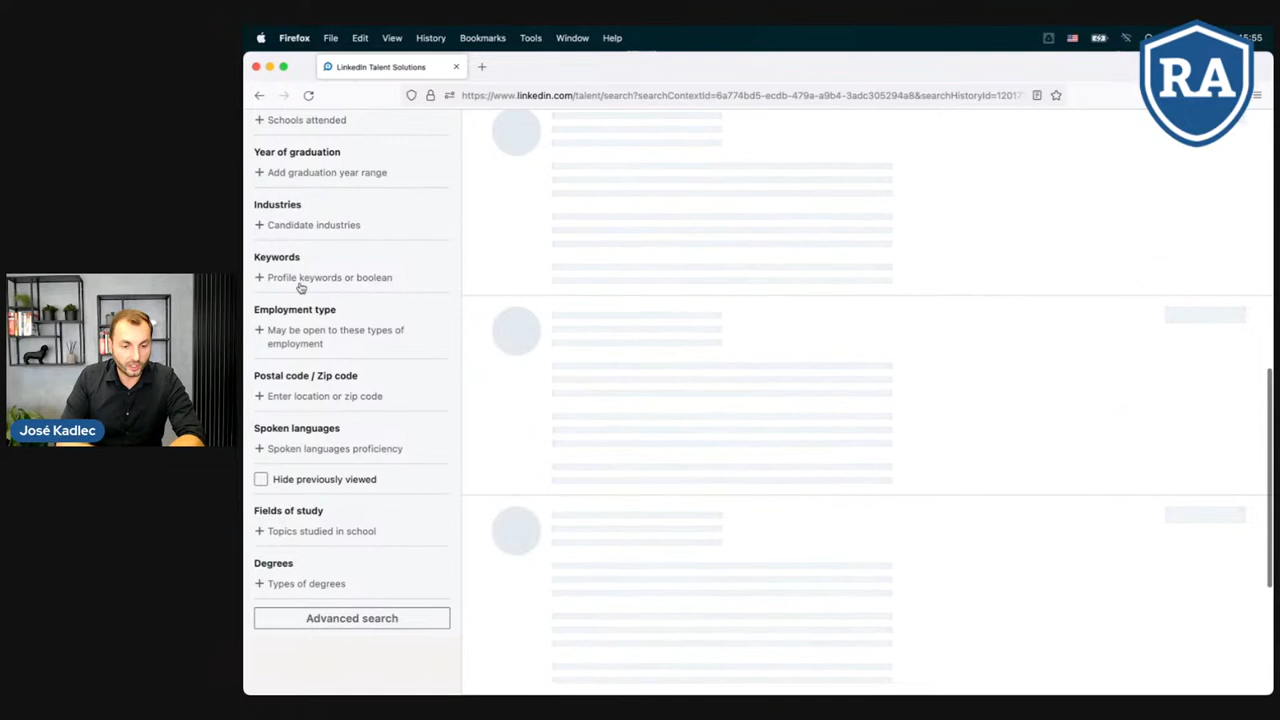 Firefox File Edit View History Bookmarks Tools Window Help
15:55
LinkedIn Talent Solutions
https://www.linkedin.com/talent/search?searchContextId=6a774bd5-ecdb-479a-a9b4-3adc305294a8&searchHistoryId=12017
RA
+ Schools attended
Year of graduation
+ Add graduation year range
Industries
+ Candidate industries
Keywords
+ Profile keywords or boolean
Employment type
+ May be open to these types of
employment
Postal code / Zip code
+ Enter location or zip code
Spoken languages
+ Spoken languages proficiency
Hide previously viewed
Fields of study
+ Topics studied in school
Degrees
+ Types of degrees
Advanced search
José Kadlec